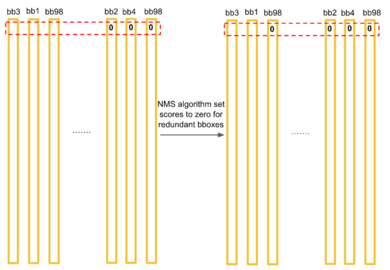 bb3 bb1 bb98 bb2 bb4 bb98
0 0 0
.......
NMS algorithm set
scores to zero for
redundant bboxes
bb3 bb1 bb98 bb2 bb4 bb98
0 0 0 0
.......